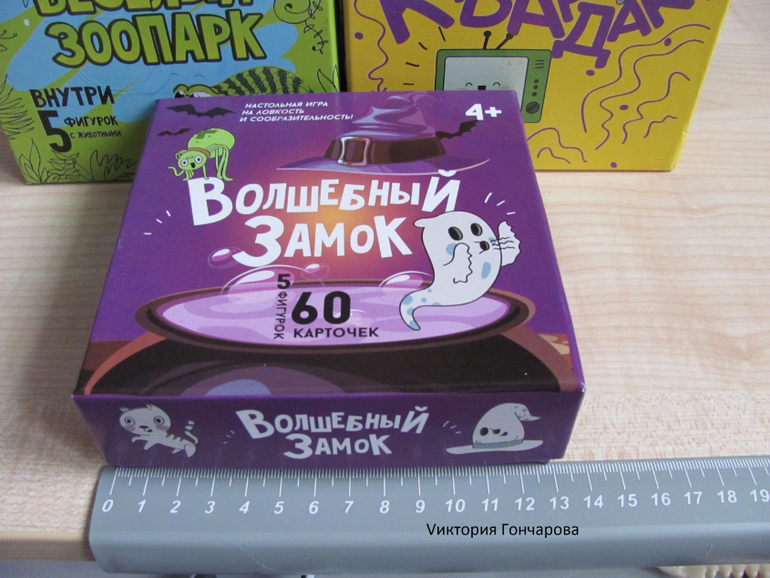 ВЕСЁЛЫЙ
ЗООПАРК
ВНУТРИ
5 ФИГУРОК
С ЖИВОТНЫМИ
КВАРДАК
НАСТОЛЬНАЯ ИГРА
НА ЛОВКОСТЬ
И СООБРАЗИТЕЛЬНОСТЬ!
4+
ВОЛШЕБНЫЙ
ЗАМОК
5 ФИГУРОК
60
КАРТОЧЕК
ВОЛШЕБНЫЙ
ЗАМОК
0 1 2 3 4 5 6 7 8 9 10 11 12 13 14 15 16 17 18 19
Виктория Гончарова